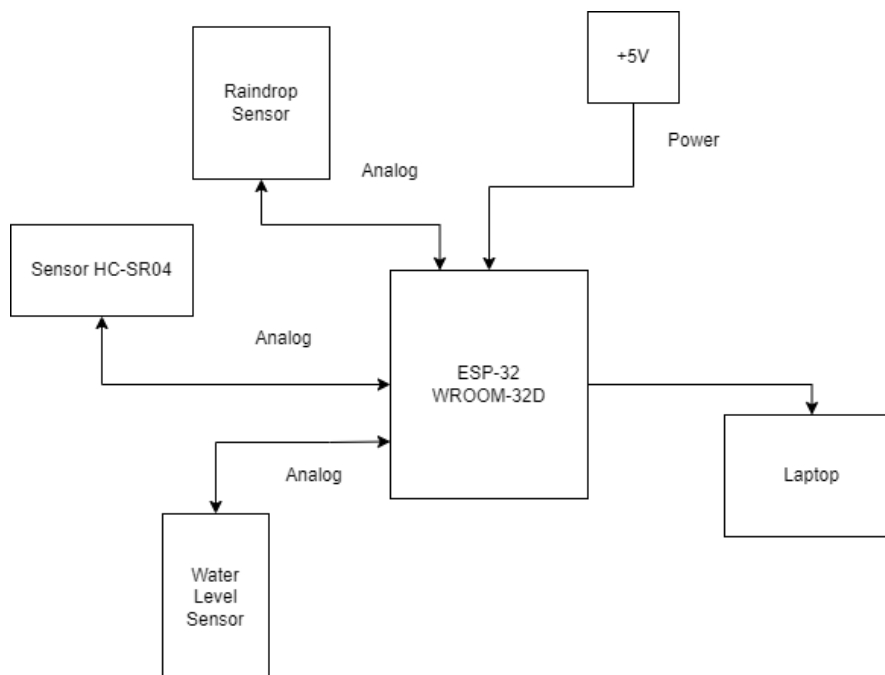 +5V
Raindrop
Sensor
Power
Analog
Sensor HC-SR04
Analog
ESP-32
WROOM-32D
Analog
Laptop
Water
Level
Sensor